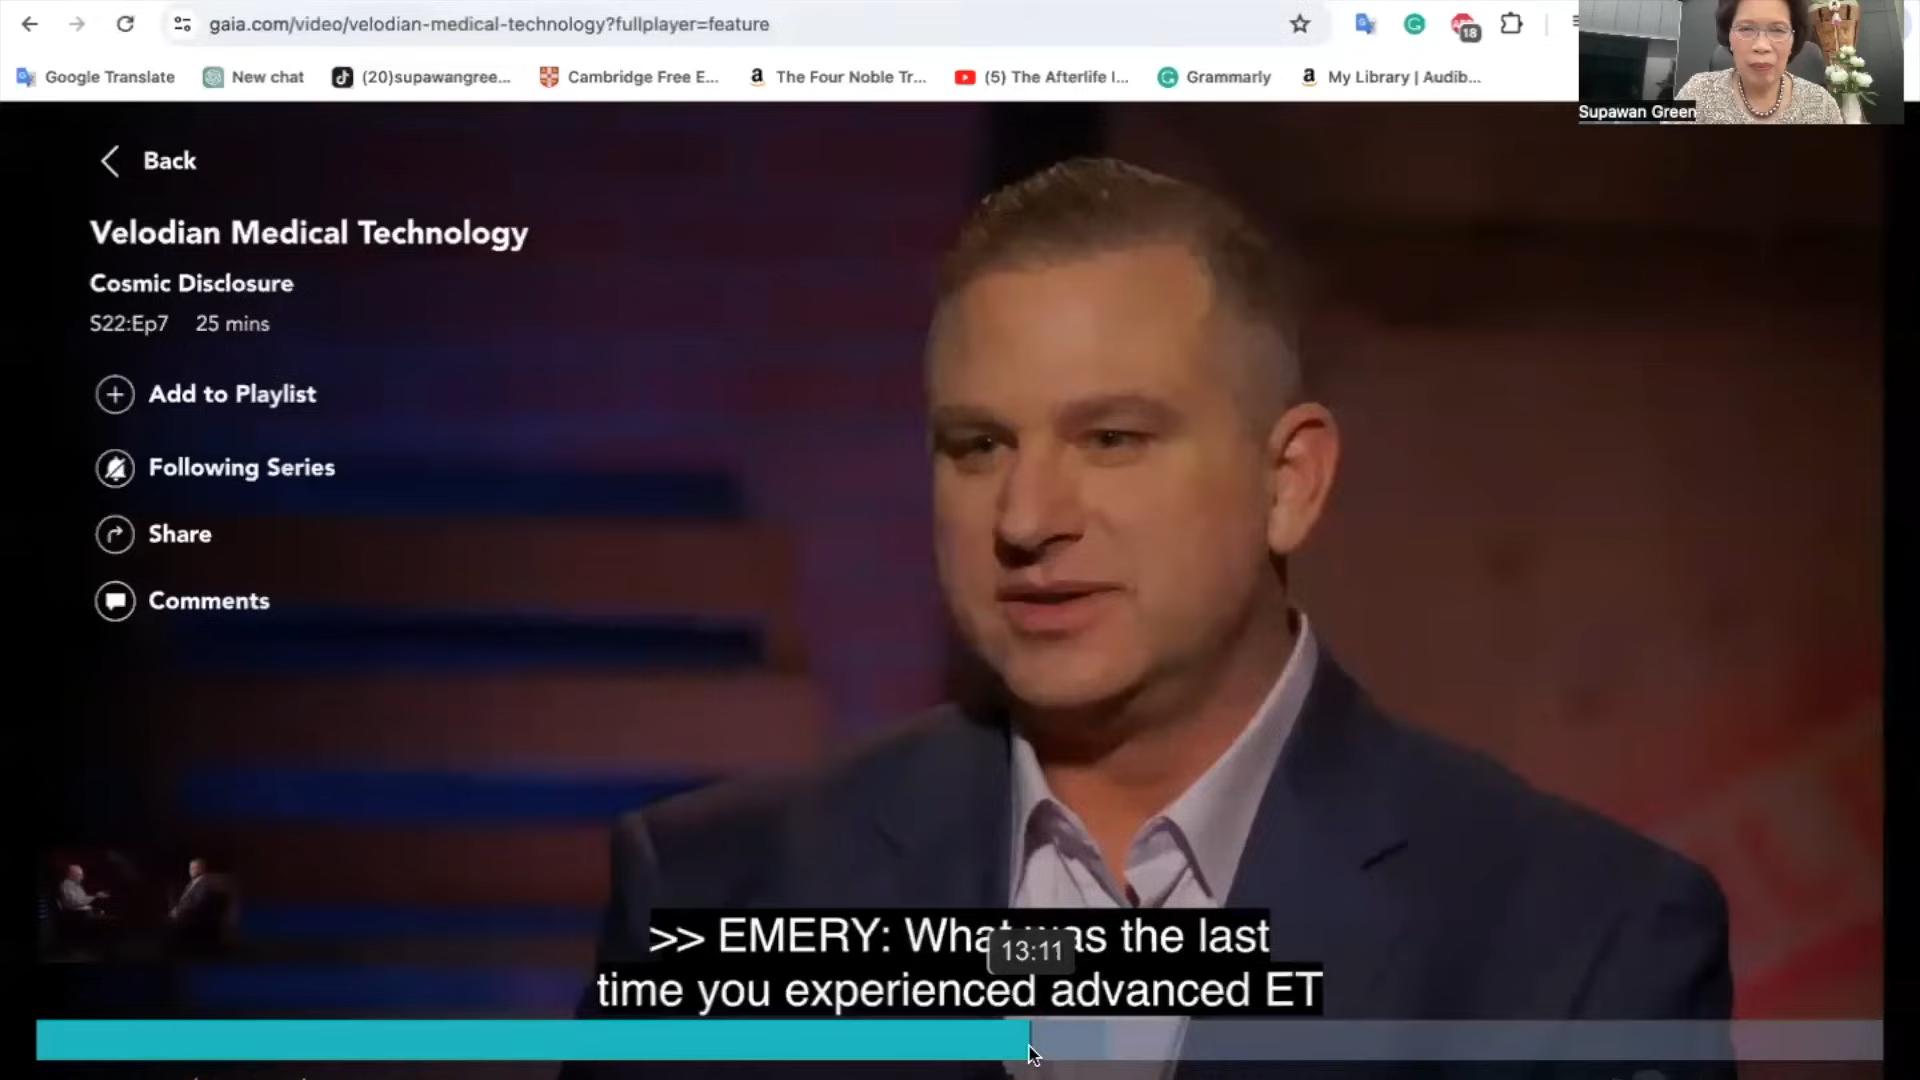 gaia.com/video/velodian-medical-technology?fullplayer=feature
18
Google Translate
New chat
(20)supawangree...
Cambridge Free E...
The Four Noble Tr...
(5) The Afterlife I...
Grammarly
My Library | Audib...
Supawan Green
Back
Velodian Medical Technology
Cosmic Disclosure
S22:Ep7 25 mins
Add to Playlist
Following Series
Share
Comments
>> EMERY: What was the last
13:11
time you experienced advanced ET